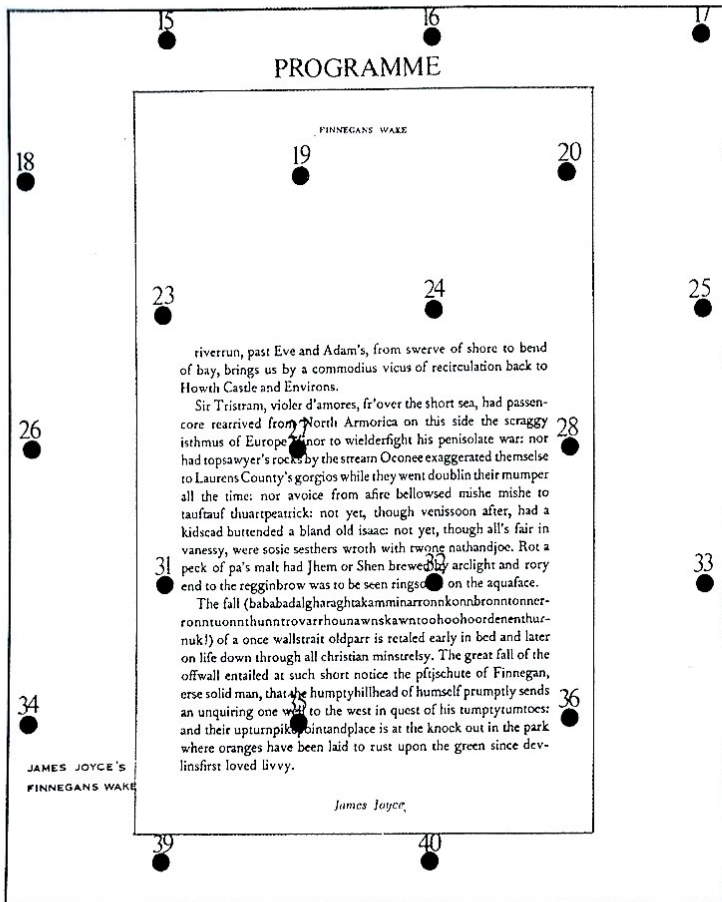 15 16 17
PROGRAMME
FINNEGANS WAKE
18 19 20
23 24 25
riverrun, past Eve and Adam's, from swerve of shore to bend
of bay, brings us by a commodius vicus of recirculation back to
Howth Castle and Environs.
Sir Tristram, violer d'amores, fr'over the short sea, had passen-
core rearrived from North Armorica on this side the scraggy
26 27 28
isthmus of Europe Minor to wielderfight his penisolate war: nor
had topsawyer's rocks by the stream Oconee exaggerated themselse
to Laurens County's gorgios while they went doublin their mumper
all the time: nor avoice from afire bellowsed mishe mishe to
tauftauf thuartpeatrick: not yet, though venissoon after, had a
kidscad buttended a bland old isaac: not yet, though all's fair in
vanessy, were sosie sesthers wroth with twone nathandjoe. Rot a
31 32 33
peck of pa's malt had Jhem or Shen brewed by arclight and rory
end to the regginbrow was to be seen on the aquaface.
The fall (bababadalgharaghtakamminarronnkonnbronntonner-
ronntuonnthunntrovarrhounawnskawntoohoohoordenenthur-
nuk!) of a once wallstrait oldparr is retaled early in bed and later
on life down through all christian minstrelsy. The great fall of the
offwall entailed at such short notice the pftjschute of Finnegan,
erse solid man, that the humptyhillhead of humself prumptly sends
34 35 36
an unquiring one to the west in quest of his tumptytumtoes:
and their upturnpikepointandplace is at the knock out in the park
where oranges have been laid to rust upon the green since dev-
linsfirst loved livvy.
JAMES JOYCE'S
FINNEGANS WAKE
James Joyce
39 40